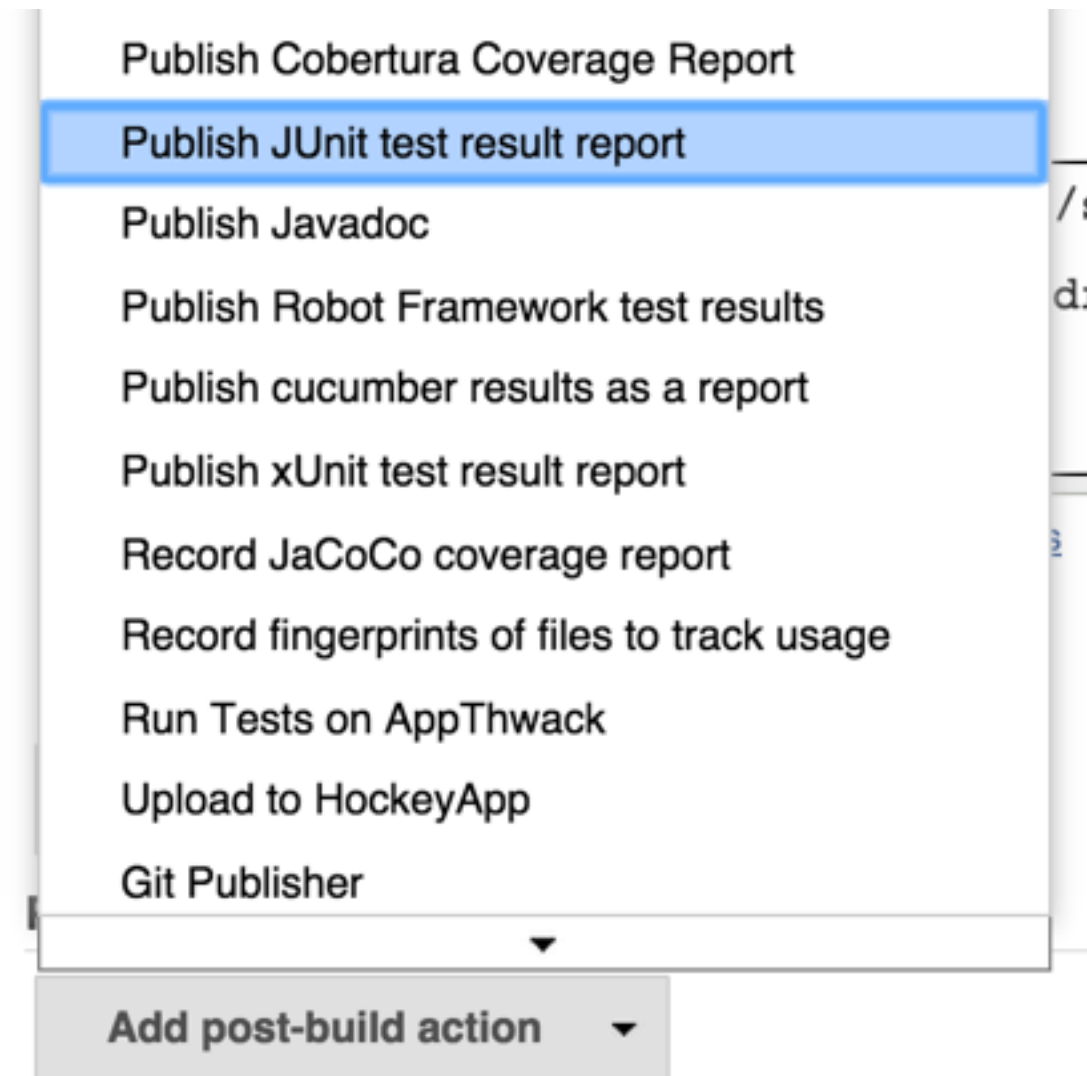 Publish Cobertura Coverage Report
Publish JUnit test result report
Publish Javadoc
Publish Robot Framework test results
Publish cucumber results as a report
Publish xUnit test result report
Record JaCoCo coverage report
Record fingerprints of files to track usage
Run Tests on AppThwack
Upload to HockeyApp
Git Publisher
Add post-build action